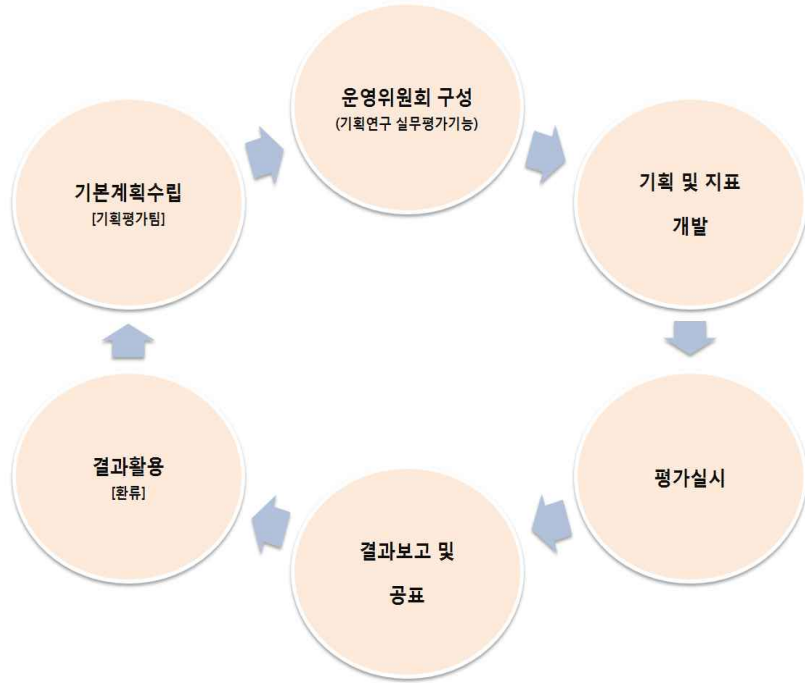 운영위원회 구성
(기획연구 실무평가기능)
기획 및 지표
개발
평가실시
결과보고 및
공표
결과활용
[환류]
기본계획수립
[기획평가팀]